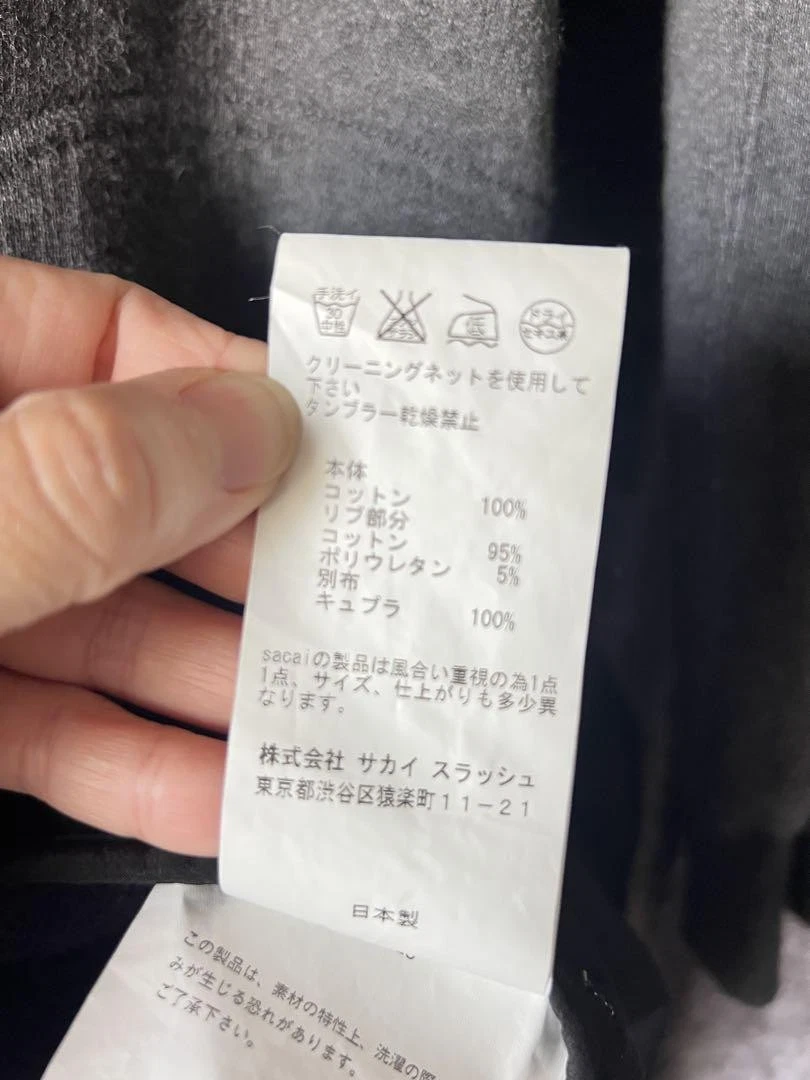 手洗イ
30
中性
エンソサラシ
低
ドライ
セキユ系
クリーニングネットを使用して
下さい
タンブラー乾燥禁止
本体
コットン 100%
リブ部分
コットン 95%
ポリウレタン 5%
別布
キュプラ 100%
sacaiの製品は風合い重視の為1点
1点、サイズ、仕上がりも多少異
なります。
株式会社 サカイ スラッシュ
東京都渋谷区猿楽町11-21
日本製
この製品は、素材の特性上、洗濯の際
みが生じる恐れがあります。
ご了承下さい。